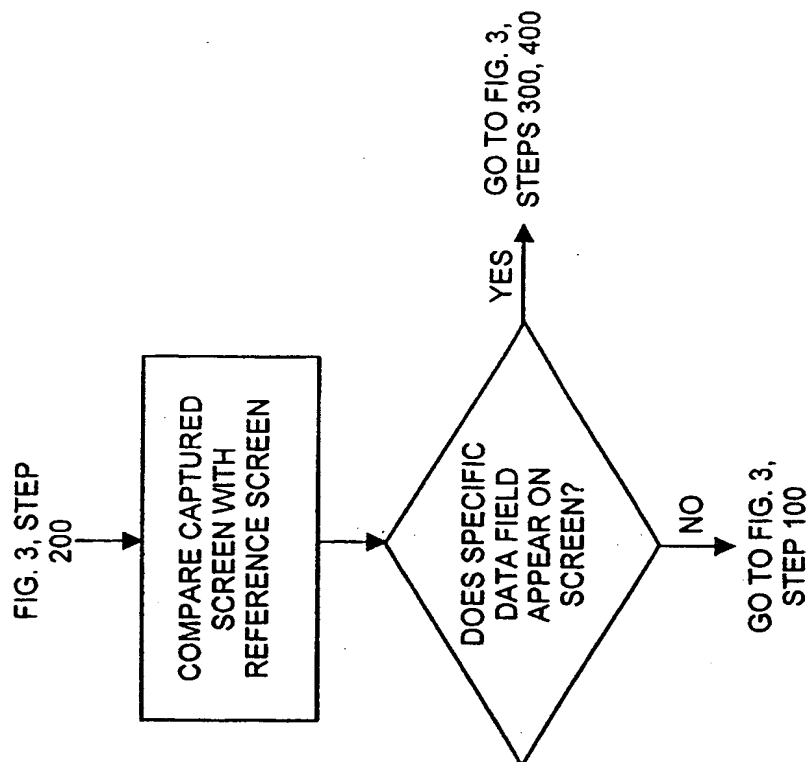 FIG. 3, STEP
200
COMPARE CAPTURED
SCREEN WITH
REFERENCE SCREEN
DOES SPECIFIC
DATA FIELD
APPEAR ON
SCREEN?
YES
GO TO FIG. 3,
STEPS 300, 400
NO
GO TO FIG. 3,
STEP 100